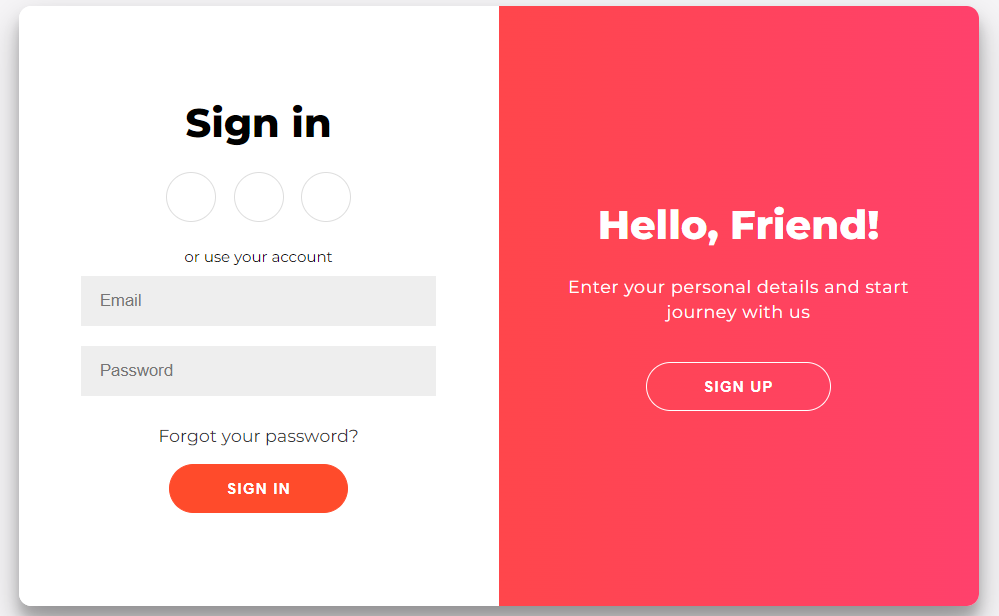 Sign in
or use your account
Email
Password
Forgot your password?
SIGN IN
Hello, Friend!
Enter your personal details and start
journey with us
SIGN UP